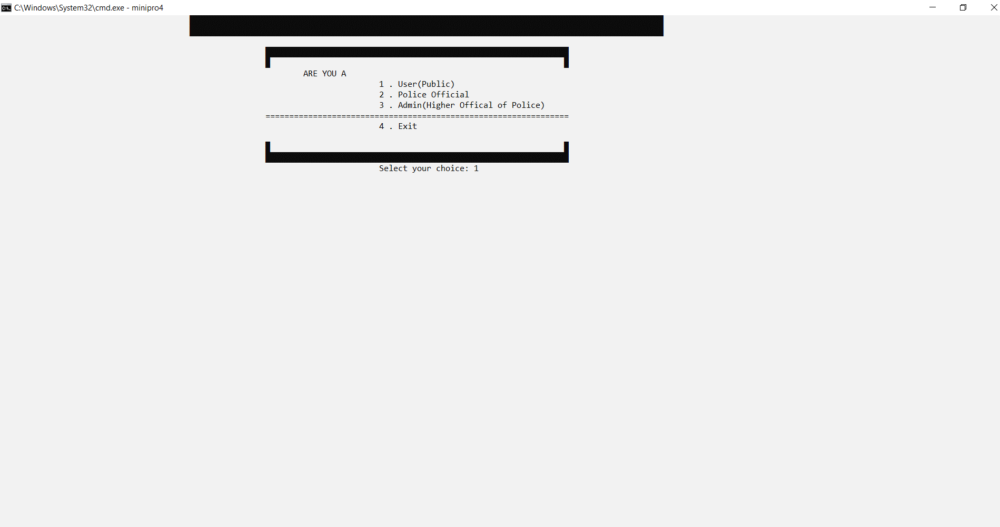 C:\Windows\System32\cmd.exe - minipro4
ARE YOU A
1 . User(Public)
2 . Police Official
3 . Admin(Higher Offical of Police)
================================================================
4 . Exit
Select your choice: 1